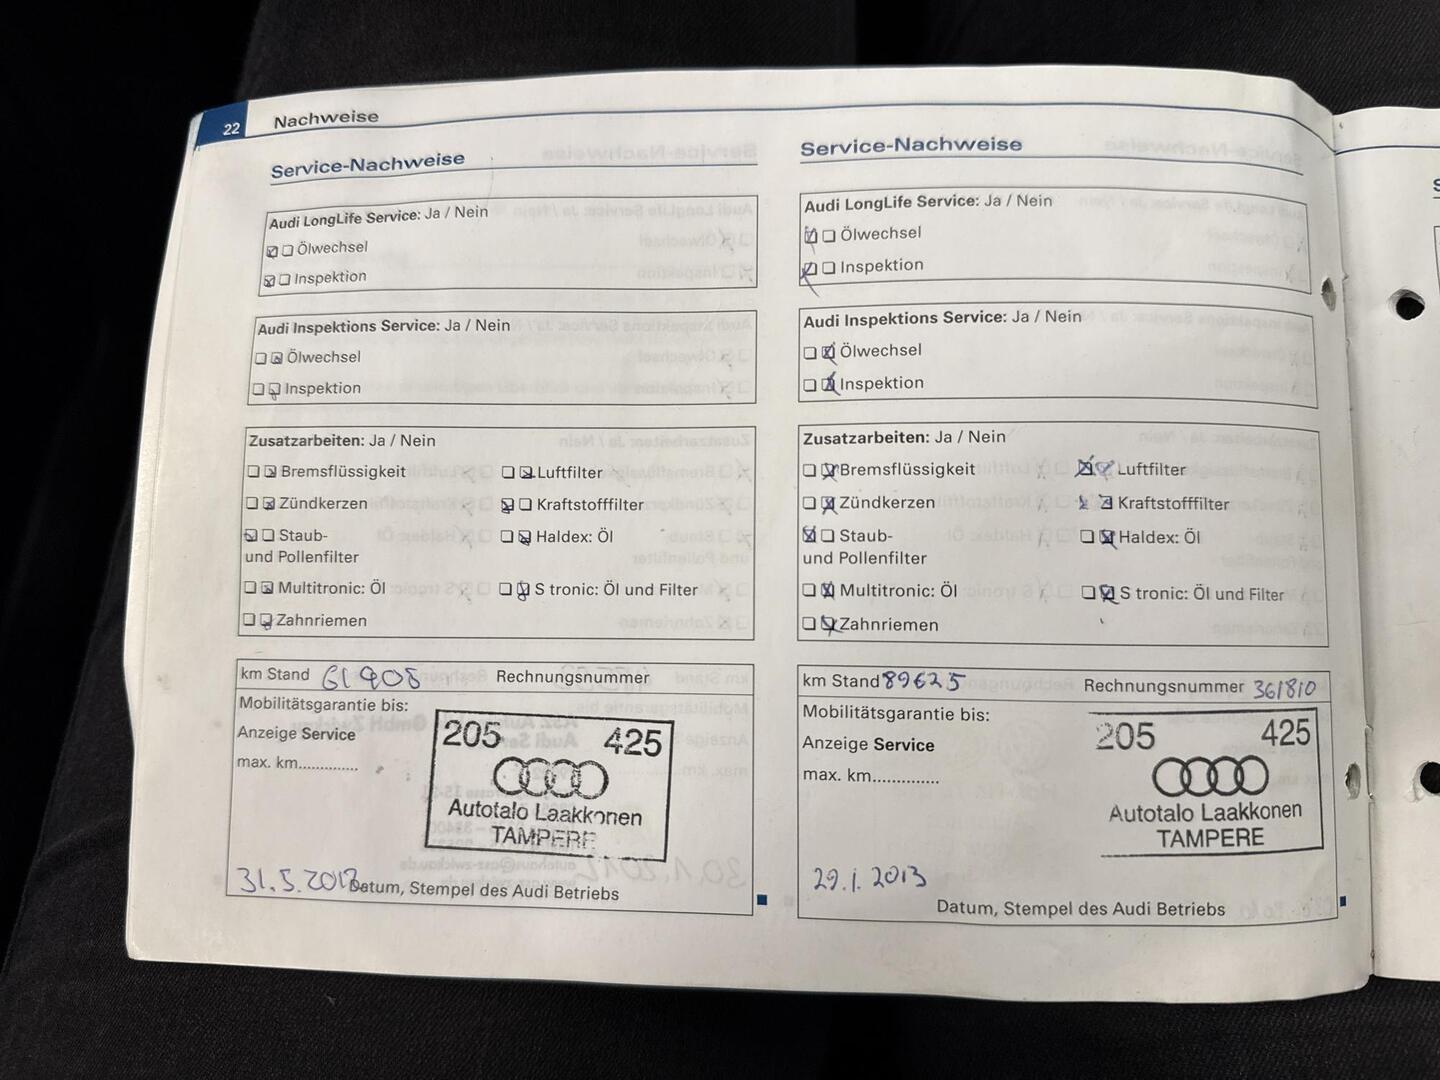 22 Nachweise
Service-Nachweise
Audi LongLife Service: Ja / Nein
Ölwechsel
Inspektion
Audi Inspektions Service: Ja / Nein
Ölwechsel
Inspektion
Zusatzarbeiten: Ja / Nein
Bremsflüssigkeit Luftfilter
Zündkerzen Kraftstofffilter
Staub- Haldex: Öl
und Pollenfilter
Multitronic: Öl S tronic: Öl und Filter
Zahnriemen
km Stand 61908 Rechnungsnummer
Mobilitätsgarantie bis:
Anzeige Service
max. km..............
205 425
Autotalo Laakkonen
TAMPERE
31.5.2012
Datum, Stempel des Audi Betriebs
Service-Nachweise
Audi LongLife Service: Ja / Nein
Ölwechsel
Inspektion
Audi Inspektions Service: Ja / Nein
Ölwechsel
Inspektion
Zusatzarbeiten: Ja / Nein
Bremsflüssigkeit Luftfilter
Zündkerzen Kraftstofffilter
Staub- Haldex: Öl
und Pollenfilter
Multitronic: Öl S tronic: Öl und Filter
Zahnriemen
km Stand 89625 Rechnungsnummer 361810
Mobilitätsgarantie bis:
Anzeige Service
max. km...............
205 425
Autotalo Laakkonen
TAMPERE
29.1.2013
Datum, Stempel des Audi Betriebs